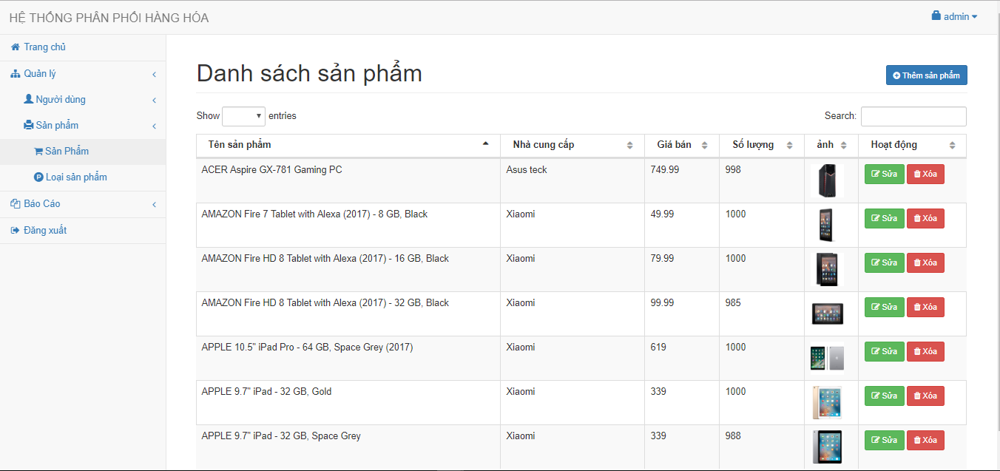 HỆ THỐNG PHÂN PHỐI HÀNG HÓA
admin
Trang chủ
Quản lý
Người dùng
Sản phẩm
Sản Phẩm
Loại sản phẩm
Báo Cáo
Đăng xuất
Danh sách sản phẩm
Thêm sản phẩm
Show entries
Search:
Tên sản phẩm Nhà cung cấp Giá bán Số lượng ảnh Hoạt động
ACER Aspire GX-781 Gaming PC Asus teck 749.99 998 Sửa Xóa
AMAZON Fire 7 Tablet with Alexa (2017) - 8 GB, Black Xiaomi 49.99 1000 Sửa Xóa
AMAZON Fire HD 8 Tablet with Alexa (2017) - 16 GB, Black Xiaomi 79.99 1000 Sửa Xóa
AMAZON Fire HD 8 Tablet with Alexa (2017) - 32 GB, Black Xiaomi 99.99 985 Sửa Xóa
APPLE 10.5" iPad Pro - 64 GB, Space Grey (2017) Xiaomi 619 1000 Sửa Xóa
APPLE 9.7" iPad - 32 GB, Gold Xiaomi 339 1000 Sửa Xóa
APPLE 9.7" iPad - 32 GB, Space Grey Xiaomi 339 988 Sửa Xóa